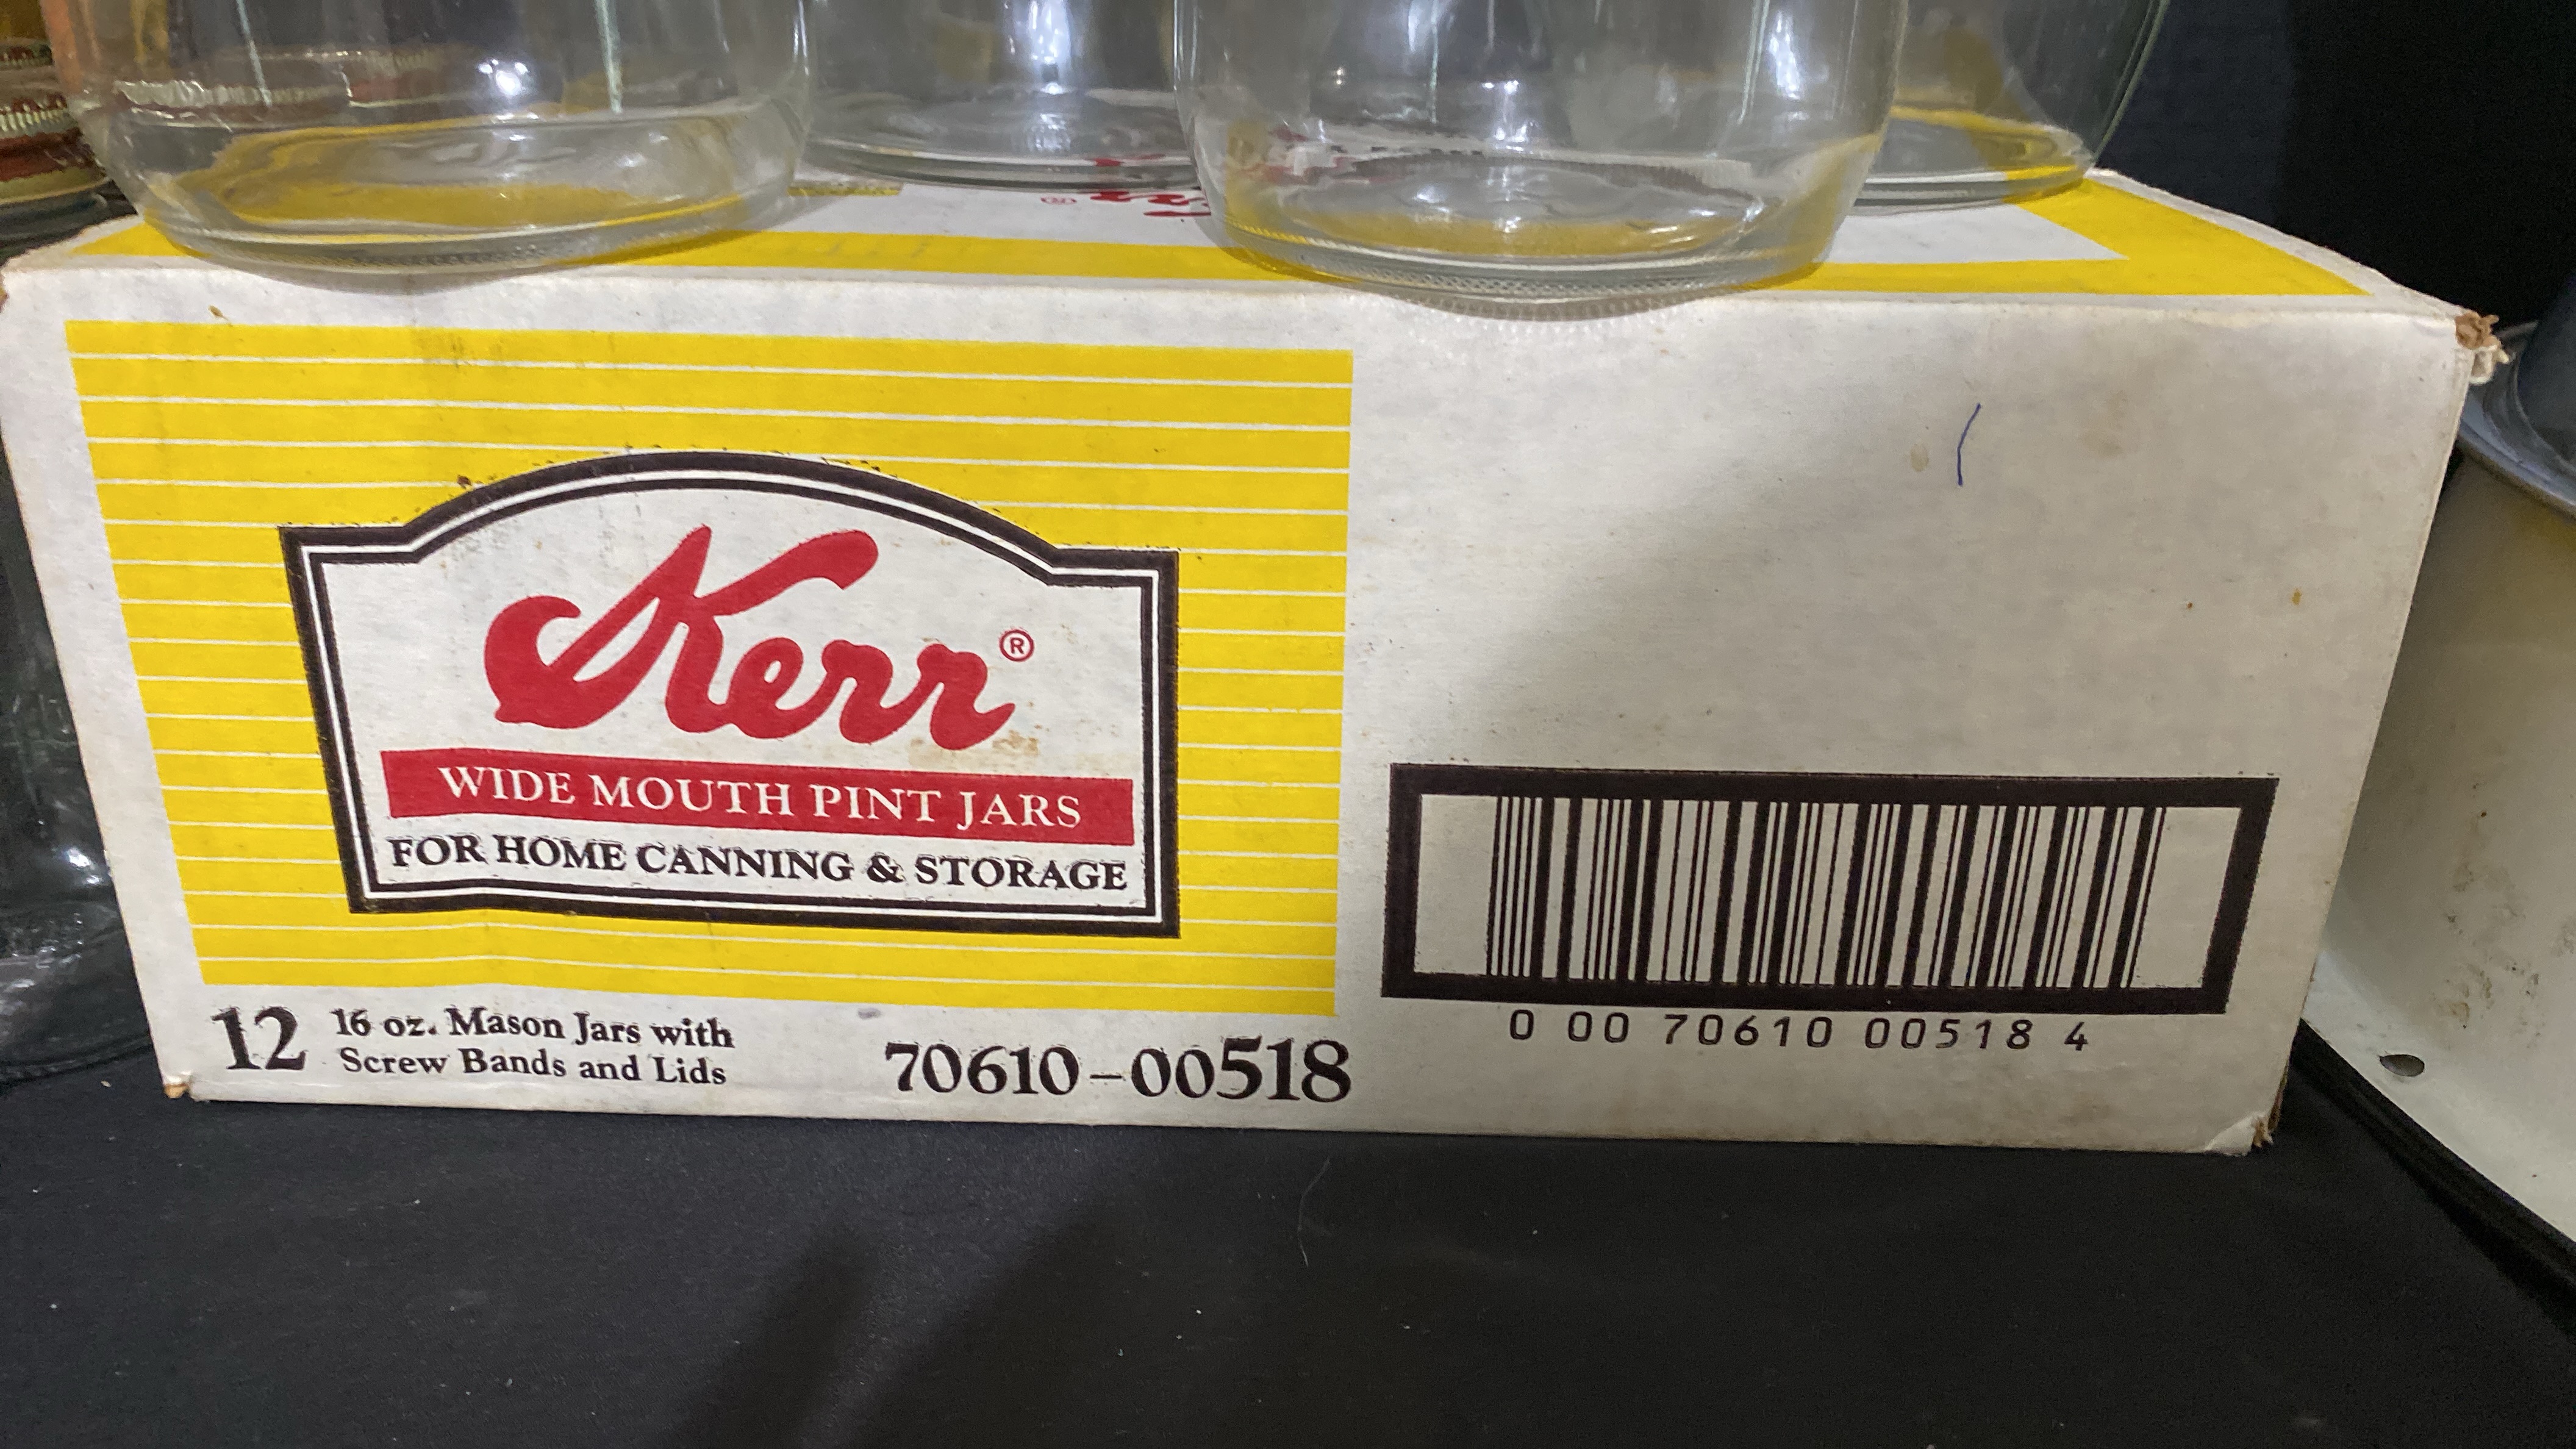 Kerr®
WIDE MOUTH PINT JARS
FOR HOME CANNING & STORAGE
12
16 oz. Mason Jars with
Screw Bands and Lids
70610-00518
0 00 70610 00518 4